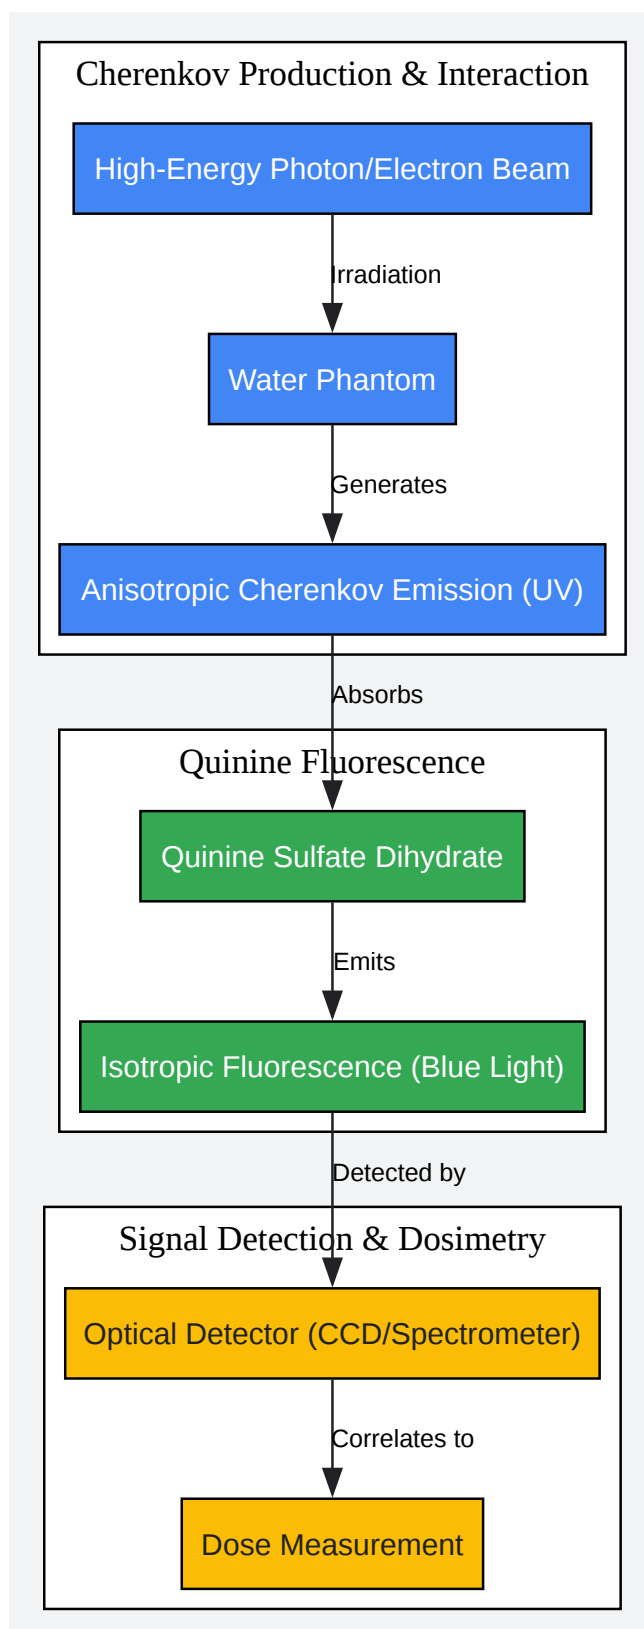 Cherenkov Production & Interaction
High-Energy Photon/Electron Beam
Irradiation
Water Phantom
Generates
Anisotropic Cherenkov Emission (UV)
Absorbs
Quinine Fluorescence
Quinine Sulfate Dihydrate
Emits
Isotropic Fluorescence (Blue Light)
Detected by
Signal Detection & Dosimetry
Optical Detector (CCD/Spectrometer)
Correlates to
Dose Measurement